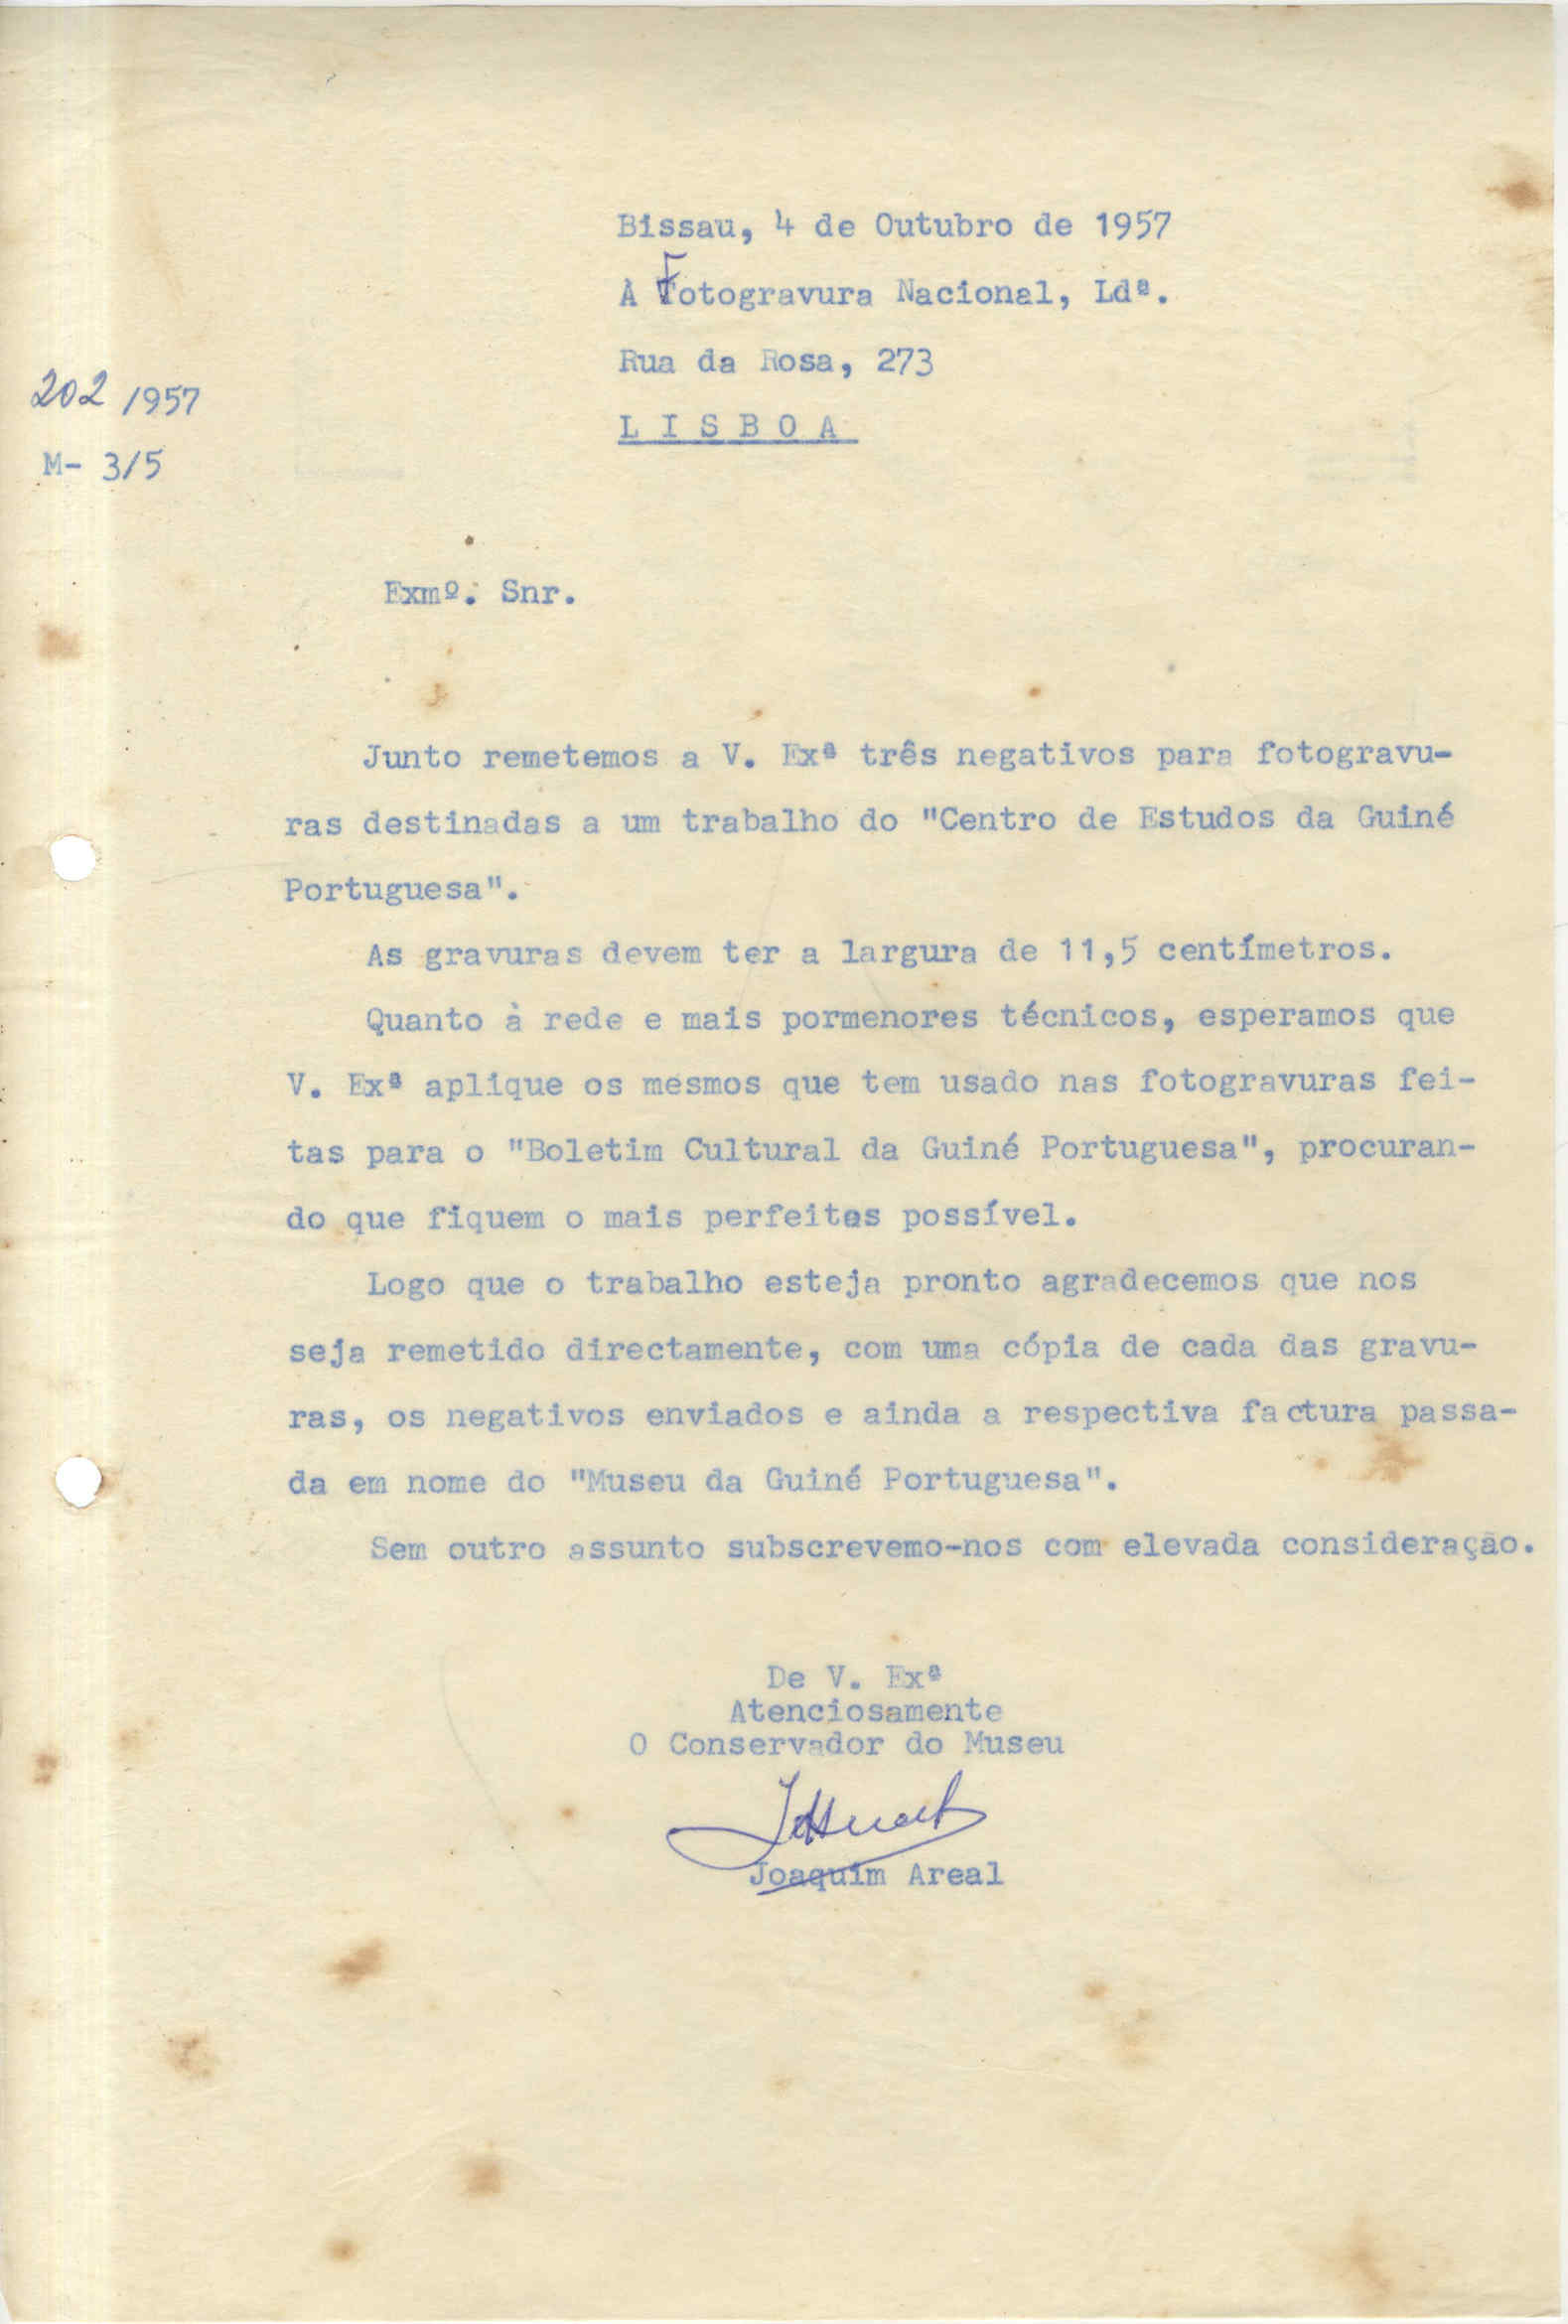 Bissau, 4 de Outubro de 1957
À Fotogravura Nacional, Ldª.
Rua da Rosa, 273
LISBOA
202 /1957
M- 3/5
Exmº. Snr.
Junto remetemos a V. Exª três negativos para fotogravu-
ras destinadas a um trabalho do "Centro de Estudos da Guiné
Portuguesa".
As gravuras devem ter a largura de 11,5 centímetros.
Quanto à rede e mais pormenores técnicos, esperamos que
V. Exª aplique os mesmos que tem usado nas fotogravuras fei-
tas para o "Boletim Cultural da Guiné Portuguesa", procuran-
do que fiquem o mais perfeitas possível.
Logo que o trabalho esteja pronto agradecemos que nos
seja remetido directamente, com uma cópia de cada das gravu-
ras, os negativos enviados e ainda a respectiva factura passa-
da em nome do "Museu da Guiné Portuguesa".
Sem outro assunto subscrevemo-nos com elevada consideração.
De V. Exª
Atenciosamente
O Conservador do Museu
Joaquim Areal